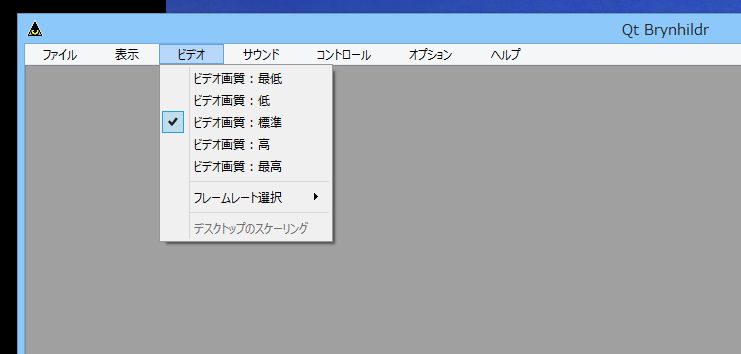 Qt Brynhildr
ファイル 表示 ビデオ サウンド コントロール オプション ヘルプ
ビデオ画質：最低
ビデオ画質：低
ビデオ画質：標準
ビデオ画質：高
ビデオ画質：最高
フレームレート選択
デスクトップのスケーリング